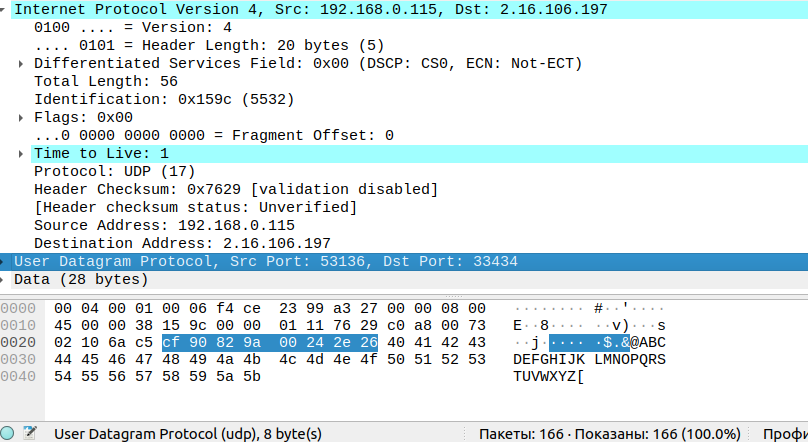 Internet Protocol Version 4, Src: 192.168.0.115, Dst: 2.16.106.197
0100 .... = Version: 4
.... 0101 = Header Length: 20 bytes (5)
Differentiated Services Field: 0x00 (DSCP: CS0, ECN: Not-ECT)
Total Length: 56
Identification: 0x159c (5532)
Flags: 0x00
...0 0000 0000 0000 = Fragment Offset: 0
Time to Live: 1
Protocol: UDP (17)
Header Checksum: 0x7629 [validation disabled]
[Header checksum status: Unverified]
Source Address: 192.168.0.115
Destination Address: 2.16.106.197
User Datagram Protocol, Src Port: 53136, Dst Port: 33434
Data (28 bytes)
0000 00 04 00 01 00 06 f4 ce 23 99 a3 27 00 00 08 00 ········ #··'····
0010 45 00 00 38 15 9c 00 00 01 11 76 29 c0 a8 00 73 E··8···· ··v)···s
0020 02 10 6a c5 cf 90 82 9a 00 24 2e 26 40 41 42 43 ··j····· ·$.&@ABC
0030 44 45 46 47 48 49 4a 4b 4c 4d 4e 4f 50 51 52 53 DEFGHIJK LMNOPQRS
0040 54 55 56 57 58 59 5a 5b TUVWXYZ[
User Datagram Protocol (udp), 8 byte(s) Пакеты: 166 · Показаны: 166 (100.0%) Профи